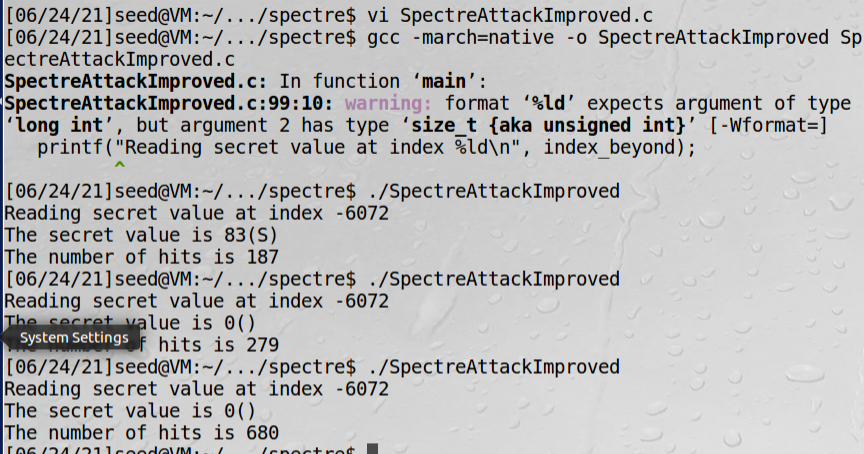 [06/24/21]seed@VM:~/.../spectre$ vi SpectreAttackImproved.c
[06/24/21]seed@VM:~/.../spectre$ gcc -march=native -o SpectreAttackImproved Sp
ectreAttackImproved.c
SpectreAttackImproved.c: In function ‘main’:
SpectreAttackImproved.c:99:10: warning: format ‘%ld’ expects argument of type
‘long int’, but argument 2 has type ‘size_t {aka unsigned int}’ [-Wformat=]
   printf("Reading secret value at index %ld\n", index_beyond);
          ^
[06/24/21]seed@VM:~/.../spectre$ ./SpectreAttackImproved
Reading secret value at index -6072
The secret value is 83(S)
The number of hits is 187
[06/24/21]seed@VM:~/.../spectre$ ./SpectreAttackImproved
Reading secret value at index -6072
The secret value is 0()
System Settings
f hits is 279
[06/24/21]seed@VM:~/.../spectre$ ./SpectreAttackImproved
Reading secret value at index -6072
The secret value is 0()
The number of hits is 680
[06/24/21]seed@VM:~/.../spectre$